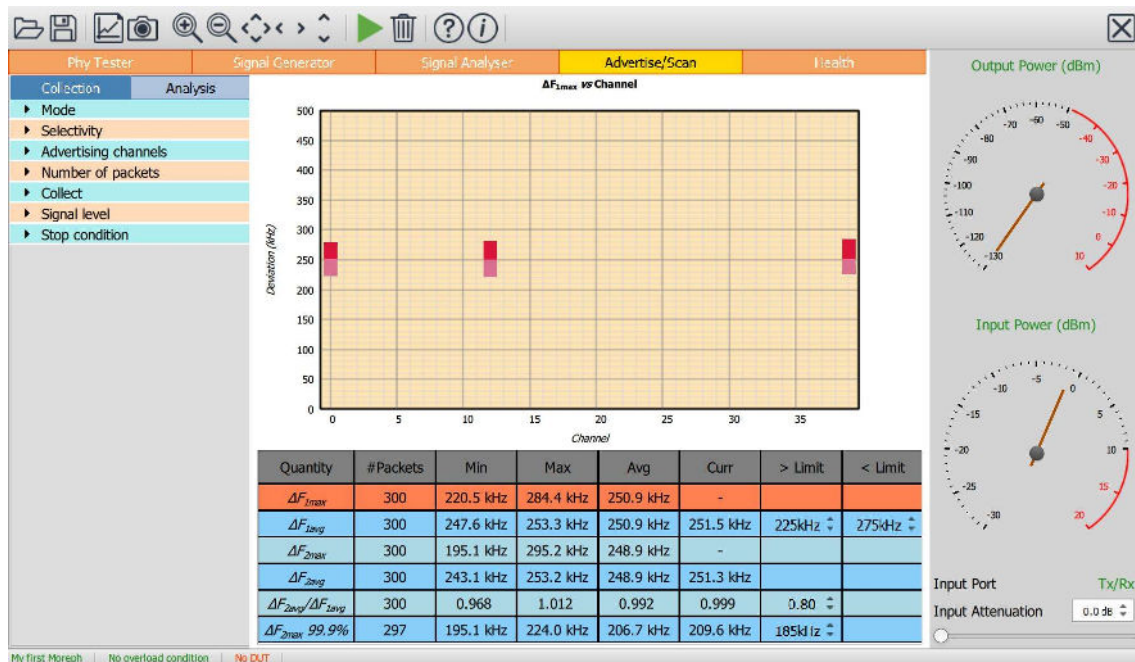 Phy Tester Signal Generator Signal Analyser Advertise/Scan Health
Collection Analysis
Mode
Selectivity
Advertising channels
Number of packets
Collect
Signal level
Stop condition
ΔF1max vs Channel
500
450
400
350
300
250
200
150
100
50
0
Deviation (kHz)
0 5 10 15 20 25 30 35
Channel
Quantity #Packets Min Max Avg Curr > Limit < Limit
ΔF1max 300 220.5 kHz 284.4 kHz 250.9 kHz -
ΔF1avg 300 247.6 kHz 253.3 kHz 250.9 kHz 251.5 kHz 225kHz 275kHz
ΔF2max 300 195.1 kHz 295.2 kHz 248.9 kHz -
ΔF2avg 300 243.1 kHz 253.2 kHz 248.9 kHz 251.3 kHz
ΔF2avg/ΔF1avg 300 0.968 1.012 0.992 0.999 0.80
ΔF2max 99.9% 297 195.1 kHz 224.0 kHz 206.7 kHz 209.6 kHz 185kHz
Output Power (dBm)
-130 -120 -110 -100 -90 -80 -70 -60 -50 -40 -30 -20 -10 0 10
Input Power (dBm)
-30 -25 -20 -15 -10 -5 0 5 10 15 20
Input Port Tx/Rx
Input Attenuation 0.0 dB
My first Moreph No overload condition No DUT